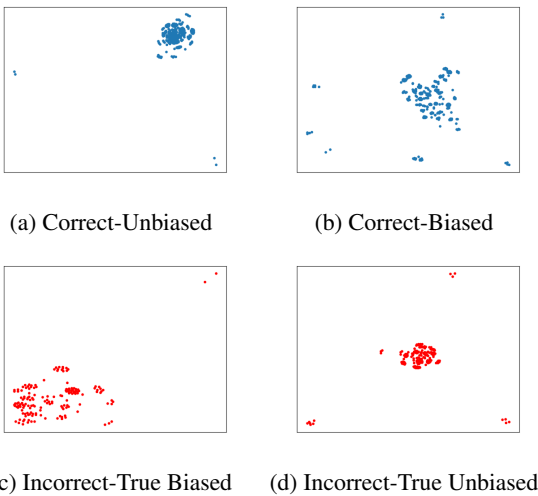 (a) Correct-Unbiased
(b) Correct-Biased
c) Incorrect-True Biased
(d) Incorrect-True Unbiased